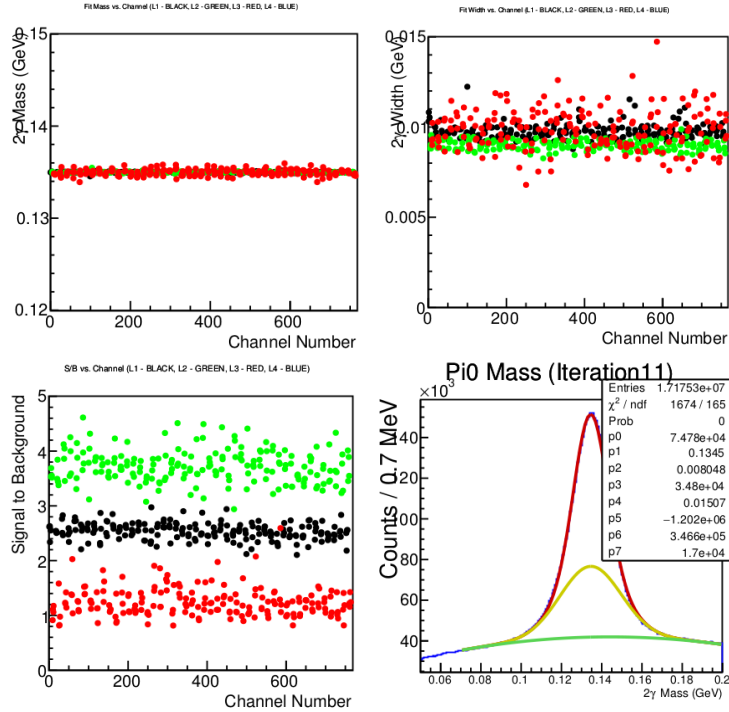 Fit Mass vs. Channel (L1 - BLACK, L2 - GREEN, L3 - RED, L4 - BLUE)
2γ Mass (GeV)
0.15
0.14
0.13
0.12
0 200 400 600
Channel Number
Fit Width vs. Channel (L1 - BLACK, L2 - GREEN, L3 - RED, L4 - BLUE)
2γ Width (GeV)
0.015
0.01
0.005
0
0 200 400 600
Channel Number
S/B vs. Channel (L1 - BLACK, L2 - GREEN, L3 - RED, L4 - BLUE)
Signal to Background
5
4
3
2
1
0
0 200 400 600
Channel Number
Pi0 Mass (Iteration11)
×10³
Counts / 0.7 MeV
Entries 1.71753e+07
χ² / ndf 1674 / 165
Prob 0
p0 7.478e+04
p1 0.1345
p2 0.008048
p3 3.48e+04
p4 0.01507
p5 −1.202e+06
p6 3.466e+05
p7 1.7e+04
140
100
80
60
40
0.06 0.08 0.1 0.12 0.14 0.16 0.18 0.2
2γ Mass (GeV)